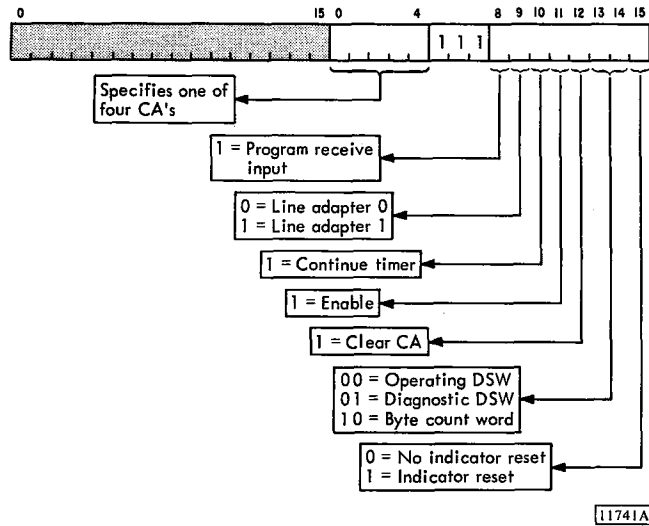 0 15 0 4 8 9 10 11 12 13 14 15
1 1 1
Specifies one of
four CA's
1 = Program receive
input
0 = Line adapter 0
1 = Line adapter 1
1 = Continue timer
1 = Enable
1 = Clear CA
00 = Operating DSW
01 = Diagnostic DSW
10 = Byte count word
0 = No indicator reset
1 = Indicator reset
11741A